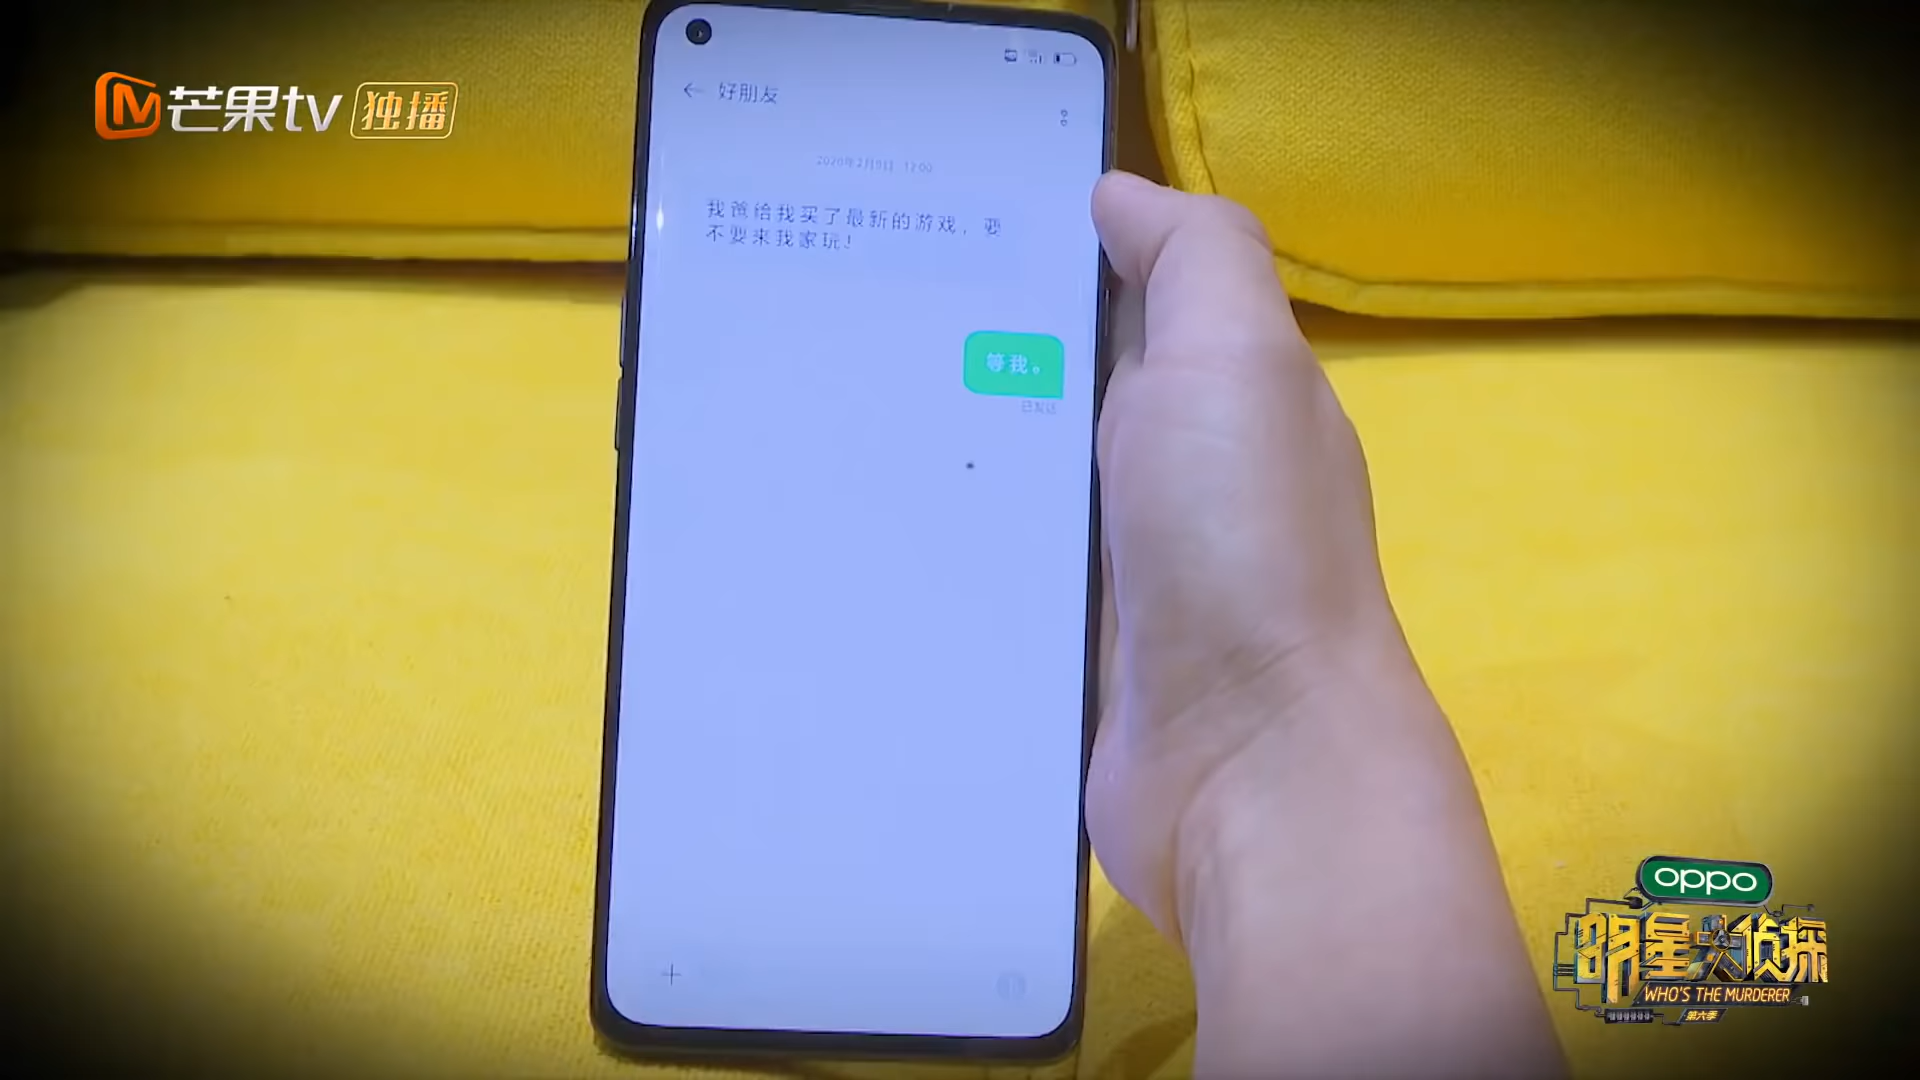 芒果tv 独播
好朋友
我爸给我买了最新的游戏，要
不要来我家玩！
等我。
已发送
oppo
明星大侦探
WHO'S THE MURDERER
第六季